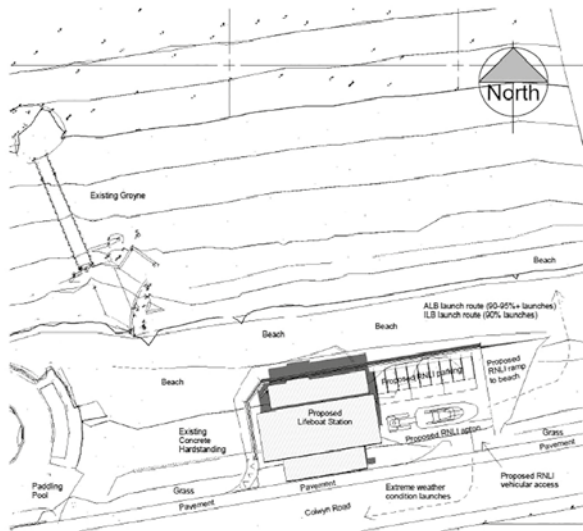 North
Existing Groyne
Beach
ALB launch route (90-95%+ launches)
ILB launch route (90% launches)
Beach
Beach
Beach
Proposed
RNLI ramp
to beach
Proposed RNLI parking
Proposed
Lifeboat Station
Existing
Concrete
Hardstanding
Proposed RNLI apron
Grass
Pavement
Paddling
Pool
Grass
Pavement
Pavement
Colwyn Road
Extreme weather
condition launches
Proposed RNLI
vehicular access